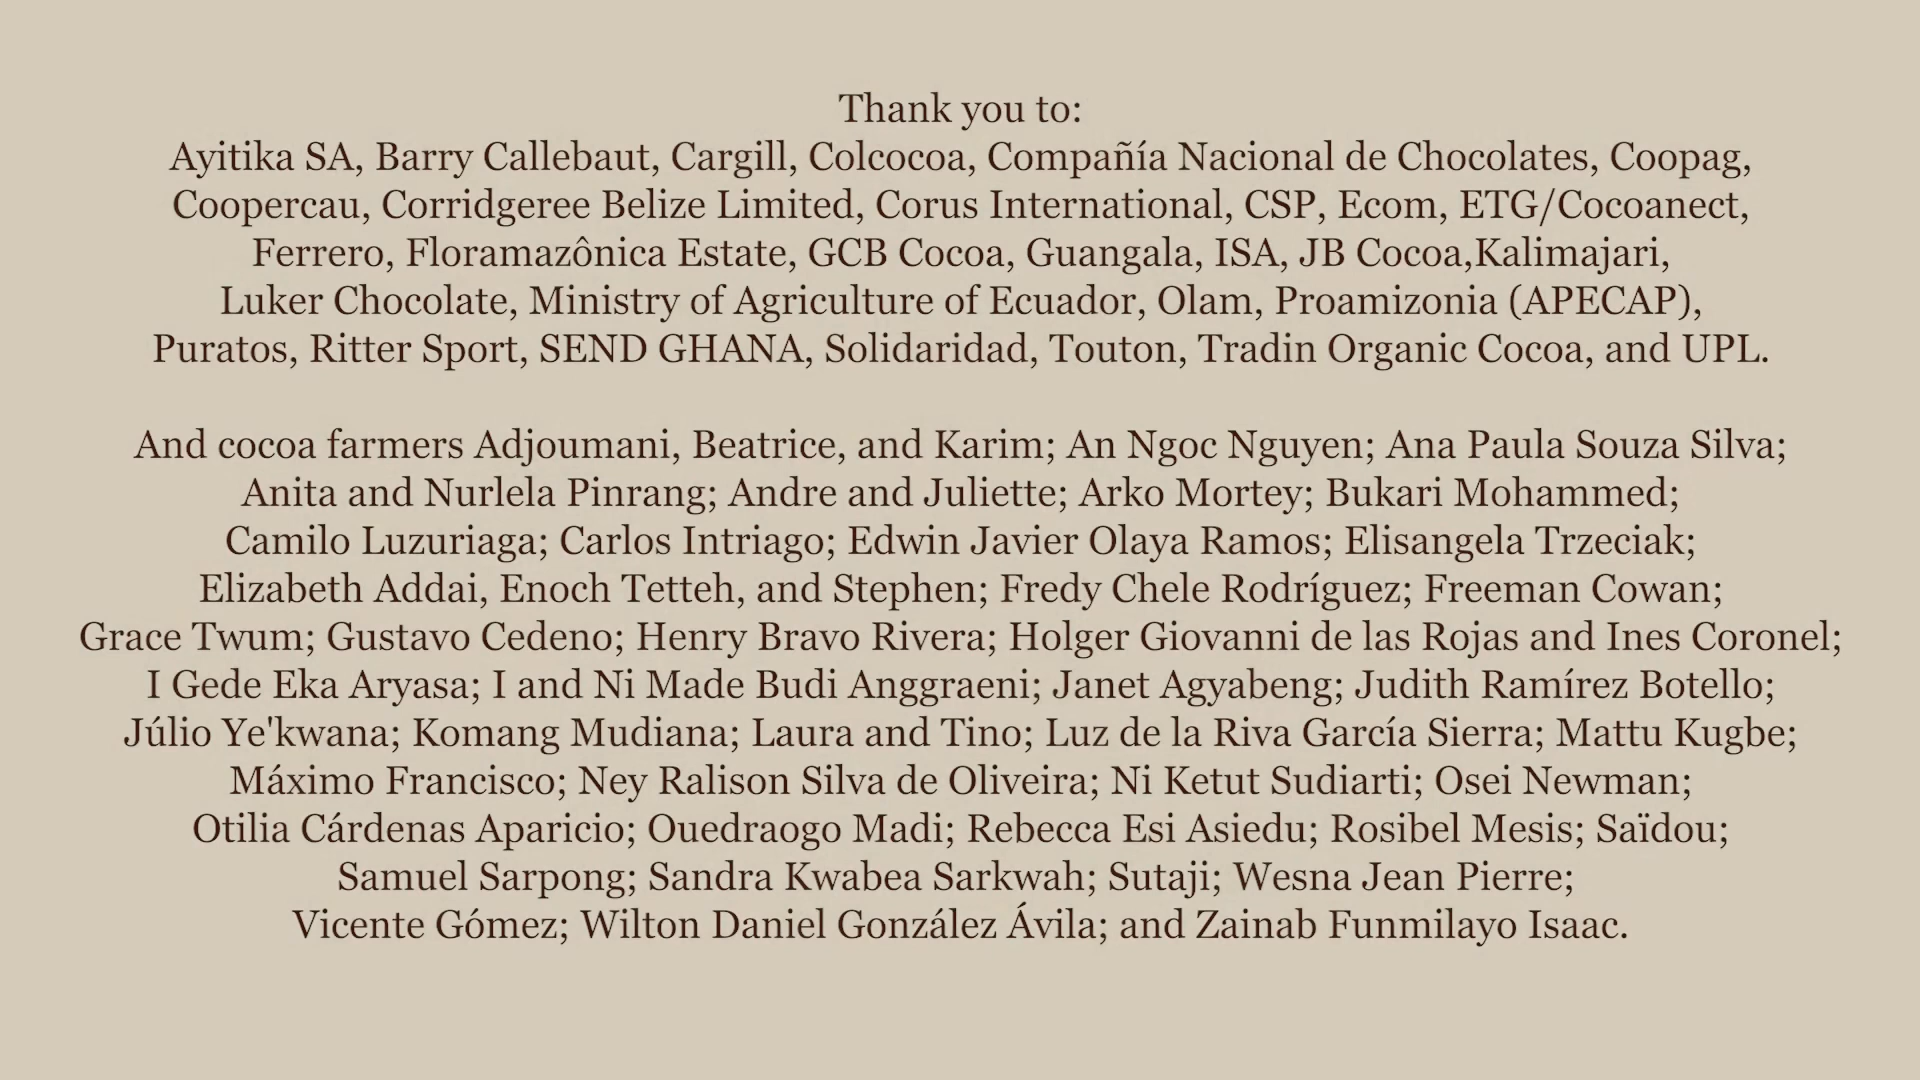 Thank you to:
Ayitika SA, Barry Callebaut, Cargill, Colcocoa, Compañía Nacional de Chocolates, Coopag,
Coopercau, Corridgeree Belize Limited, Corus International, CSP, Ecom, ETG/Cocoanect,
Ferrero, Floramazônica Estate, GCB Cocoa, Guangala, ISA, JB Cocoa,Kalimajari,
Luker Chocolate, Ministry of Agriculture of Ecuador, Olam, Proamizonia (APECAP),
Puratos, Ritter Sport, SEND GHANA, Solidaridad, Touton, Tradin Organic Cocoa, and UPL.
And cocoa farmers Adjoumani, Beatrice, and Karim; An Ngoc Nguyen; Ana Paula Souza Silva;
Anita and Nurlela Pinrang; Andre and Juliette; Arko Mortey; Bukari Mohammed;
Camilo Luzuriaga; Carlos Intriago; Edwin Javier Olaya Ramos; Elisangela Trzeciak;
Elizabeth Addai, Enoch Tetteh, and Stephen; Fredy Chele Rodríguez; Freeman Cowan;
Grace Twum; Gustavo Cedeno; Henry Bravo Rivera; Holger Giovanni de las Rojas and Ines Coronel;
I Gede Eka Aryasa; I and Ni Made Budi Anggraeni; Janet Agyabeng; Judith Ramírez Botello;
Júlio Ye'kwana; Komang Mudiana; Laura and Tino; Luz de la Riva García Sierra; Mattu Kugbe;
Máximo Francisco; Ney Ralison Silva de Oliveira; Ni Ketut Sudiarti; Osei Newman;
Otilia Cárdenas Aparicio; Ouedraogo Madi; Rebecca Esi Asiedu; Rosibel Mesis; Saïdou;
Samuel Sarpong; Sandra Kwabea Sarkwah; Sutaji; Wesna Jean Pierre;
Vicente Gómez; Wilton Daniel González Ávila; and Zainab Funmilayo Isaac.